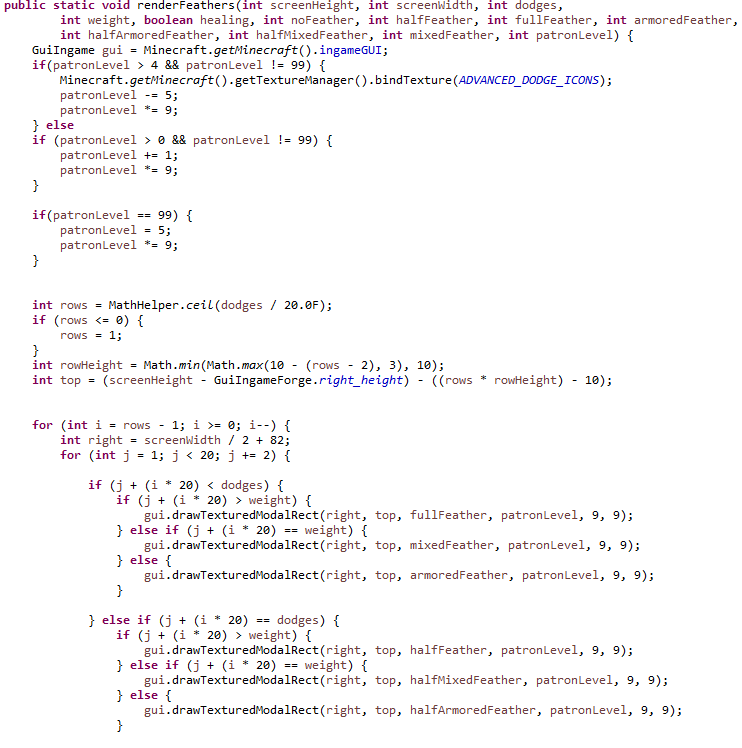 public static void renderFeathers(int screenHeight, int screenWidth, int dodges,
        int weight, boolean healing, int noFeather, int halfFeather, int fullFeather, int armoredFeather,
        int halfArmoredFeather, int halfMixedFeather, int mixedFeather, int patronLevel) {
    GuiIngame gui = Minecraft.getMinecraft().ingameGUI;
    if(patronLevel > 4 && patronLevel != 99) {
        Minecraft.getMinecraft().getTextureManager().bindTexture(ADVANCED_DODGE_ICONS);
        patronLevel -= 5;
        patronLevel *= 9;
    } else
    if (patronLevel > 0 && patronLevel != 99) {
        patronLevel += 1;
        patronLevel *= 9;
    }

    if(patronLevel == 99) {
        patronLevel = 5;
        patronLevel *= 9;
    }


    int rows = MathHelper.ceil(dodges / 20.0F);
    if (rows <= 0) {
        rows = 1;
    }
    int rowHeight = Math.min(Math.max(10 - (rows - 2), 3), 10);
    int top = (screenHeight - GuiIngameForge.right_height) - ((rows * rowHeight) - 10);


    for (int i = rows - 1; i >= 0; i--) {
        int right = screenWidth / 2 + 82;
        for (int j = 1; j < 20; j += 2) {

            if (j + (i * 20) < dodges) {
                if (j + (i * 20) > weight) {
                    gui.drawTexturedModalRect(right, top, fullFeather, patronLevel, 9, 9);
                } else if (j + (i * 20) == weight) {
                    gui.drawTexturedModalRect(right, top, mixedFeather, patronLevel, 9, 9);
                } else {
                    gui.drawTexturedModalRect(right, top, armoredFeather, patronLevel, 9, 9);
                }

            } else if (j + (i * 20) == dodges) {
                if (j + (i * 20) > weight) {
                    gui.drawTexturedModalRect(right, top, halfFeather, patronLevel, 9, 9);
                } else if (j + (i * 20) == weight) {
                    gui.drawTexturedModalRect(right, top, halfMixedFeather, patronLevel, 9, 9);
                } else {
                    gui.drawTexturedModalRect(right, top, halfArmoredFeather, patronLevel, 9, 9);
                }